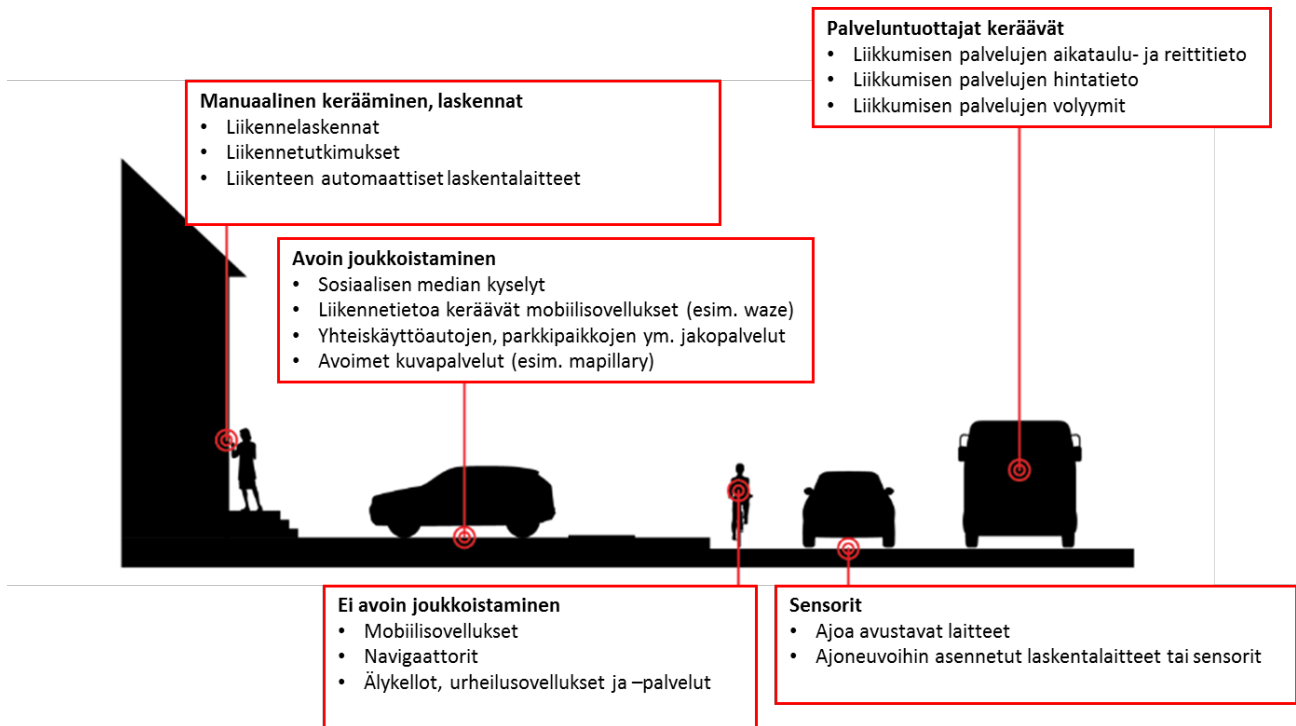 Palveluntuottajat keräävät
• Liikkumisen palvelujen aikataulu- ja reittitieto
• Liikkumisen palvelujen hintatieto
• Liikkumisen palvelujen volyymit
Manuaalinen kerääminen, laskennat
• Liikennelaskennat
• Liikennetutkimukset
• Liikenteen automaattiset laskentalaitteet
Avoin joukkoistaminen
• Sosiaalisen median kyselyt
• Liikennetietoa keräävät mobiilisovellukset (esim. waze)
• Yhteiskäyttöautojen, parkkipaikkojen ym. jakopalvelut
• Avoimet kuvapalvelut (esim. mapillary)
Ei avoin joukkoistaminen
• Mobiilisovellukset
• Navigaattorit
• Älykellot, urheilusovellukset ja –palvelut
Sensorit
• Ajoa avustavat laitteet
• Ajoneuvoihin asennetut laskentalaitteet tai sensorit